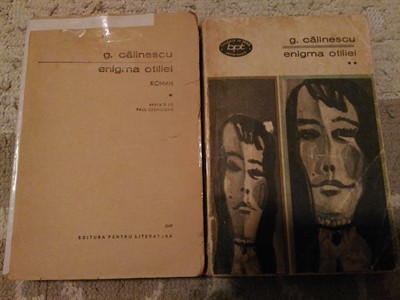 g. călinescu
enigma otiliei
ROMAN
*
EDITURA PENTRU LITERATURĂ
bpt
g. călinescu
enigma otiliei
**